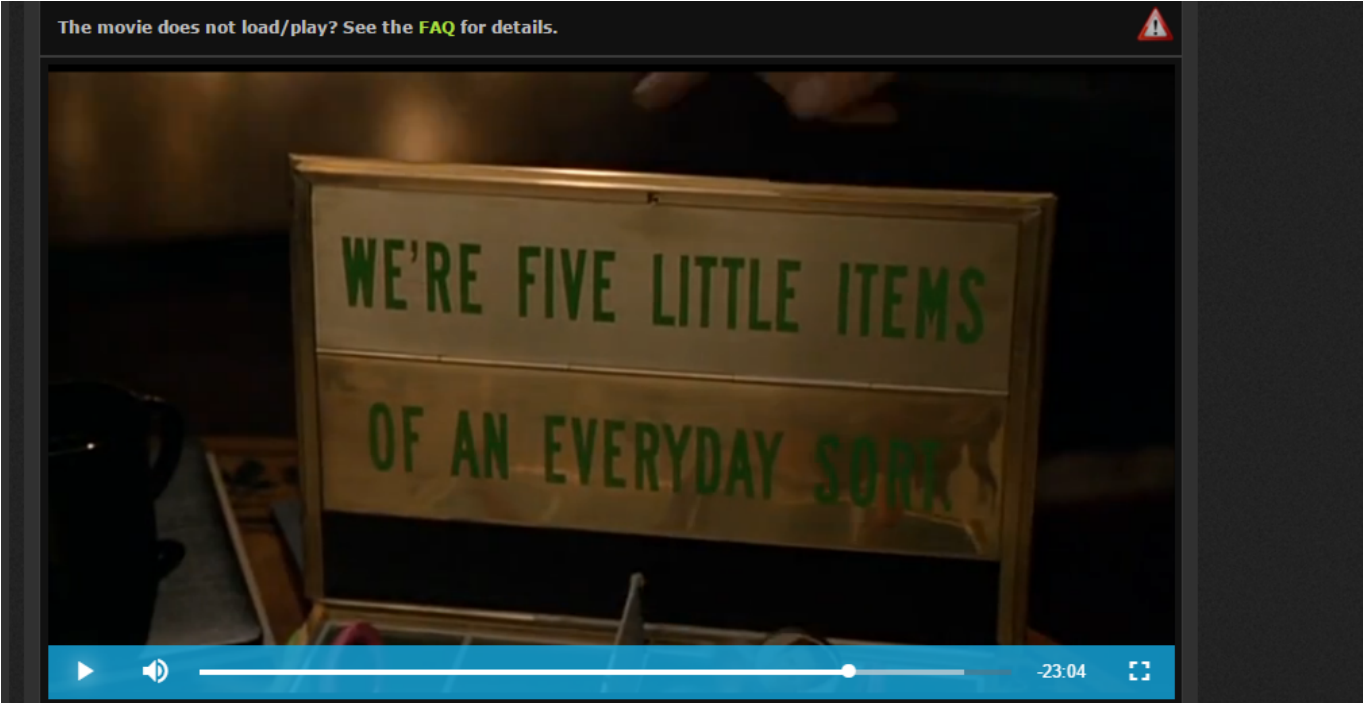 The movie does not load/play? See the FAQ for details.
WE'RE FIVE LITTLE ITEMS
OF AN EVERYDAY SORT
-23:04